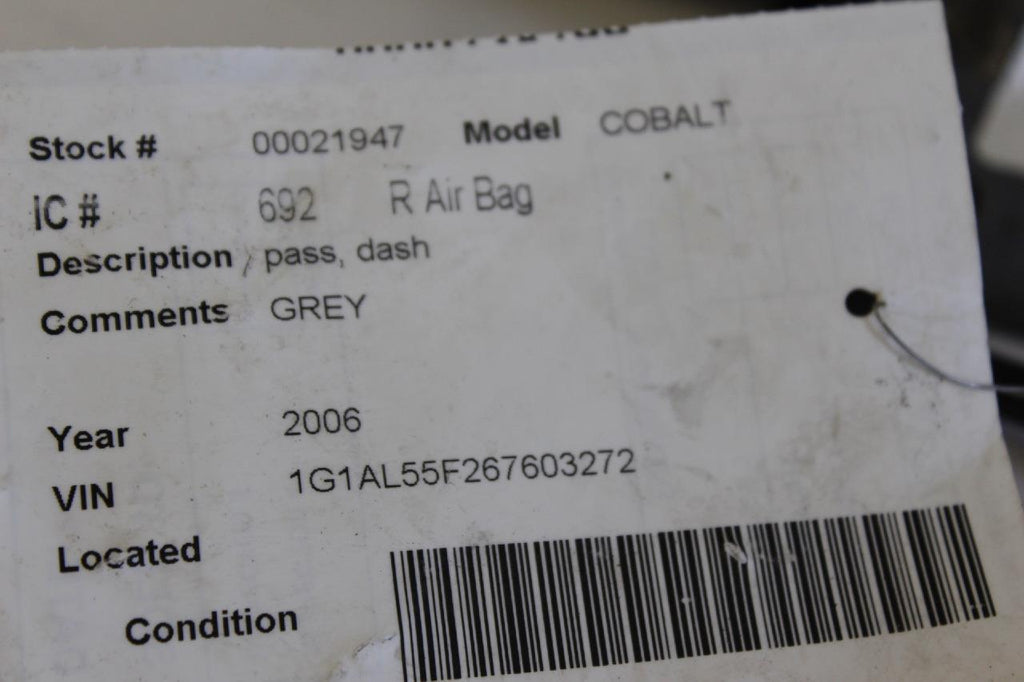 Stock # 00021947 Model COBALT
IC # 692 R Air Bag
Description pass, dash
Comments GREY
Year 2006
VIN 1G1AL55F267603272
Located
Condition